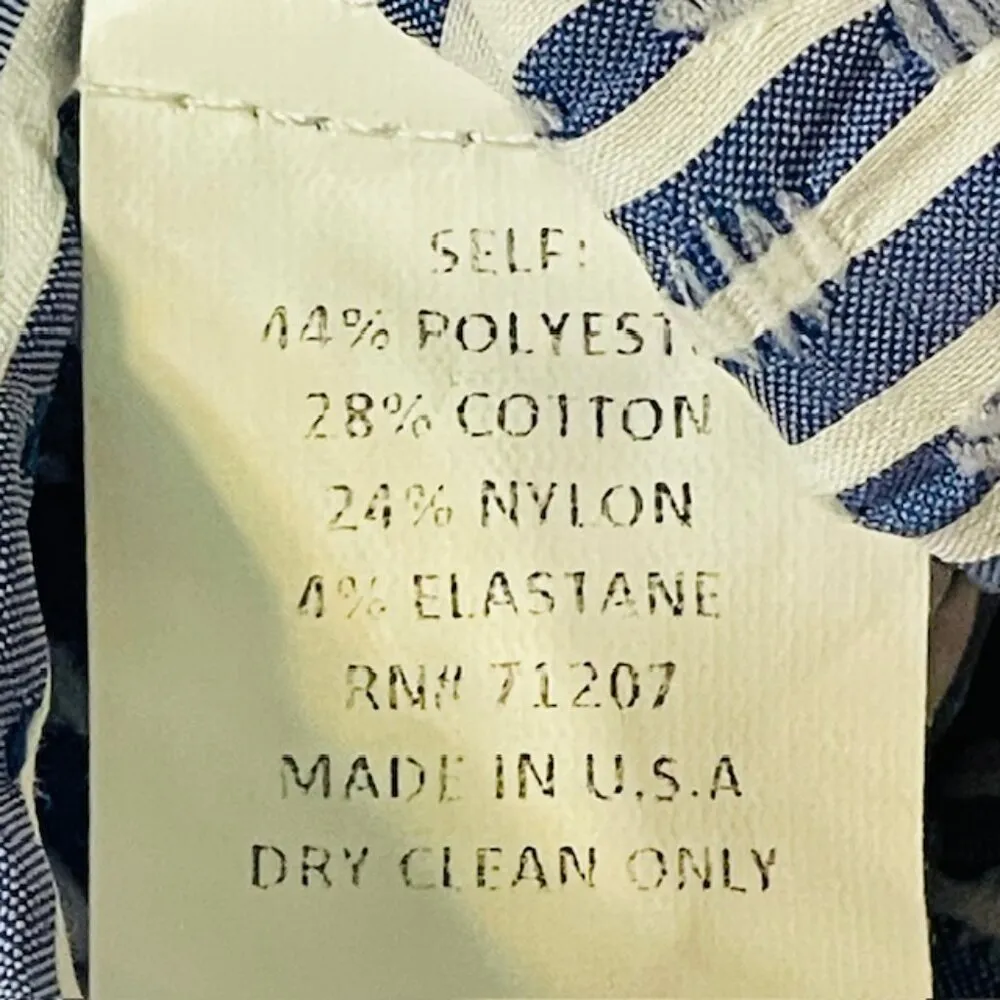 SELF:
44% POLYEST
28% COTTON
24% NYLON
4% ELASTANE
RN# 71207
MADE IN U.S.A
DRY CLEAN ONLY